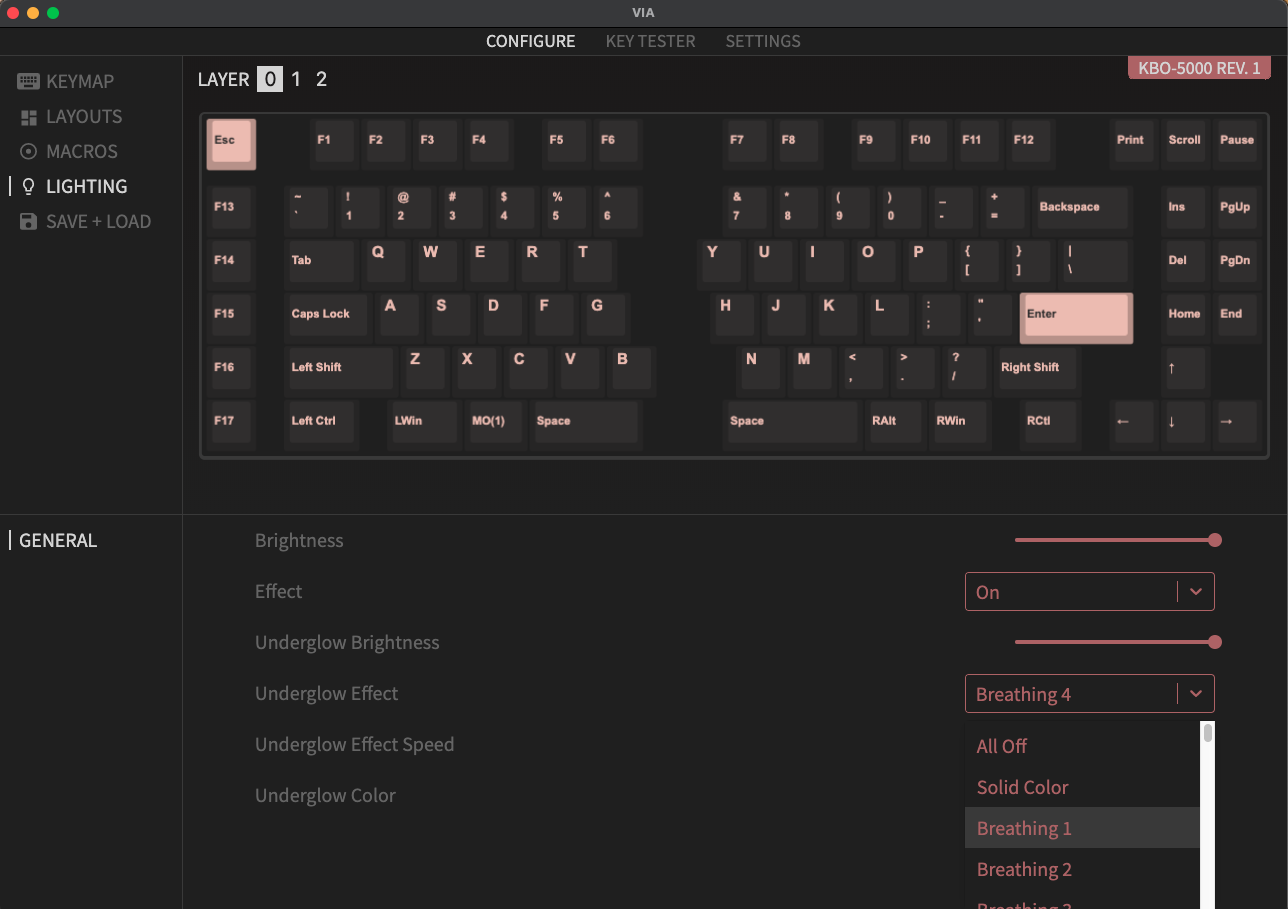 VIA
CONFIGURE KEY TESTER SETTINGS
KEYMAP
LAYOUTS
MACROS
LIGHTING
SAVE + LOAD
LAYER 0 1 2
KBO-5000 REV. 1
Esc F1 F2 F3 F4 F5 F6 F7 F8 F9 F10 F11 F12 Print Scroll Pause
F13 ~ ! @ # $ % ^ & * ( ) _ + Backspace Ins PgUp
` 1 2 3 4 5 6 7 8 9 0 - =
F14 Tab Q W E R T Y U I O P { } | Del PgDn
[ ] \
F15 Caps Lock A S D F G H J K L : " Enter Home End
; '
F16 Left Shift Z X C V B N M < > ? Right Shift ↑
, . /
F17 Left Ctrl LWin MO(1) Space Space RAlt RWin RCtl ← ↓ →
GENERAL
Brightness
Effect On
Underglow Brightness
Underglow Effect Breathing 4
Underglow Effect Speed
Underglow Color
All Off
Solid Color
Breathing 1
Breathing 2
Breathing 3